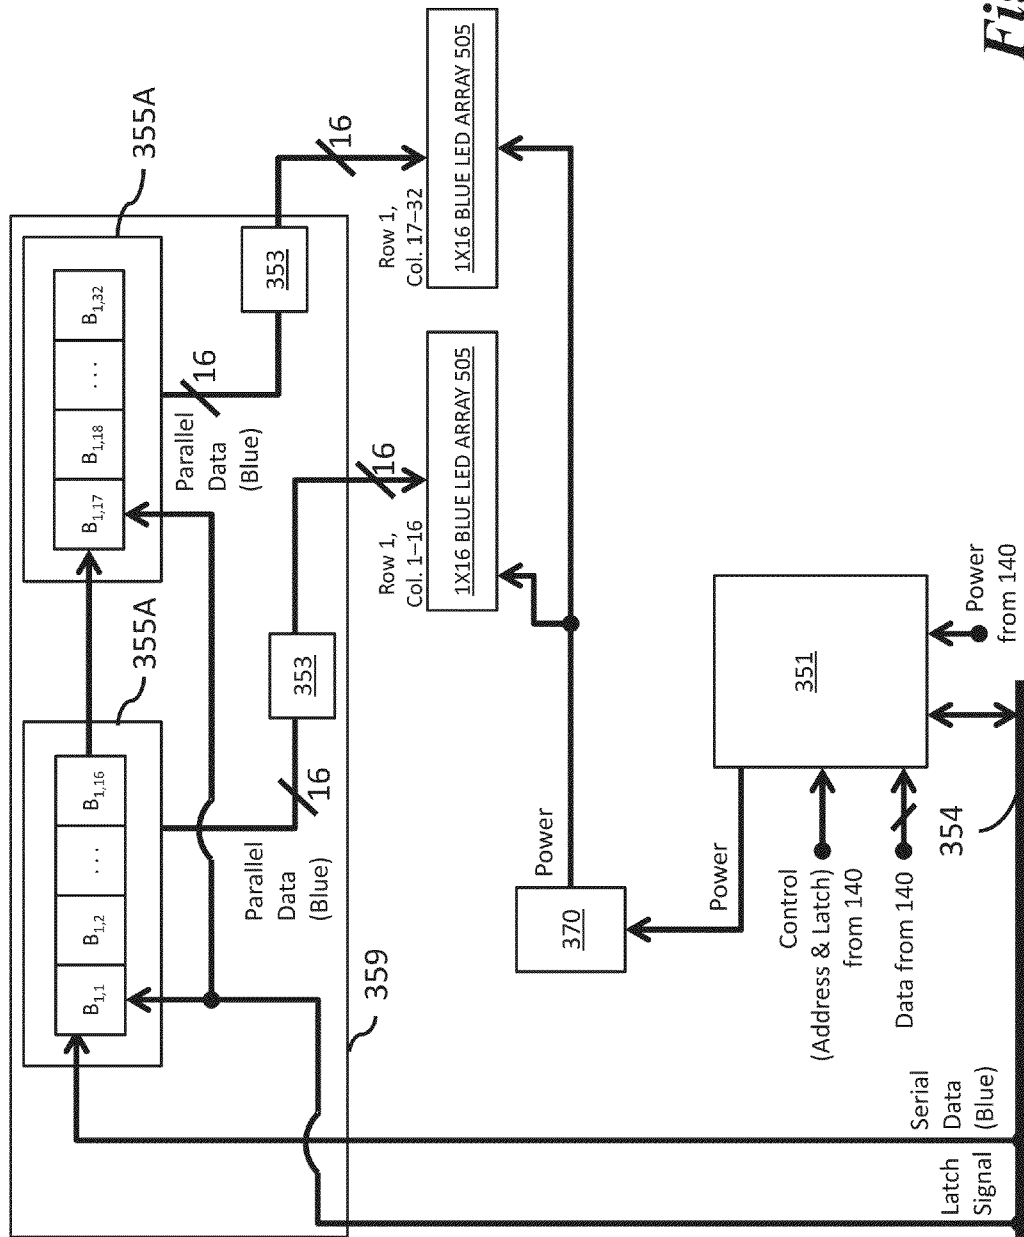 355A
355A
B1,1
B1,2
...
B1,16
B1,17
B1,18
...
B1,32
16
Parallel
Data
(Blue)
16
Parallel
Data
(Blue)
353
353
359
16
16
Row 1,
Col. 1–16
Row 1,
Col. 17–32
1X16 BLUE LED ARRAY 505
1X16 BLUE LED ARRAY 505
Power
370
Power
351
Control
(Address & Latch)
from 140
Data from 140
Latch
Signal
Serial
Data
(Blue)
354
Power
from 140